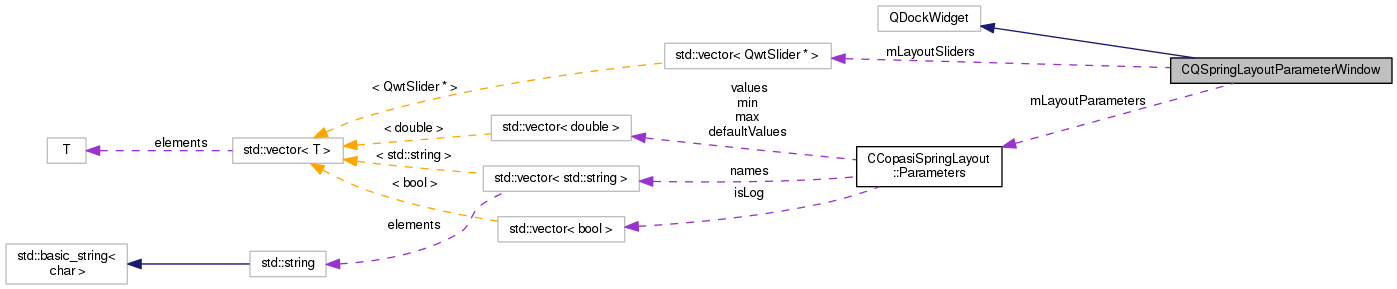 QDockWidget
std::vector< QwtSlider * >
mLayoutSliders
CQSpringLayoutParameterWindow
< QwtSlider * >
values
min
max
defaultValues
mLayoutParameters
< double >
std::vector< double >
T
elements
std::vector< T >
< std::string >
CCopasiSpringLayout
::Parameters
names
std::vector< std::string >
< bool >
isLog
elements
std::vector< bool >
std::basic_string<
char >
std::string